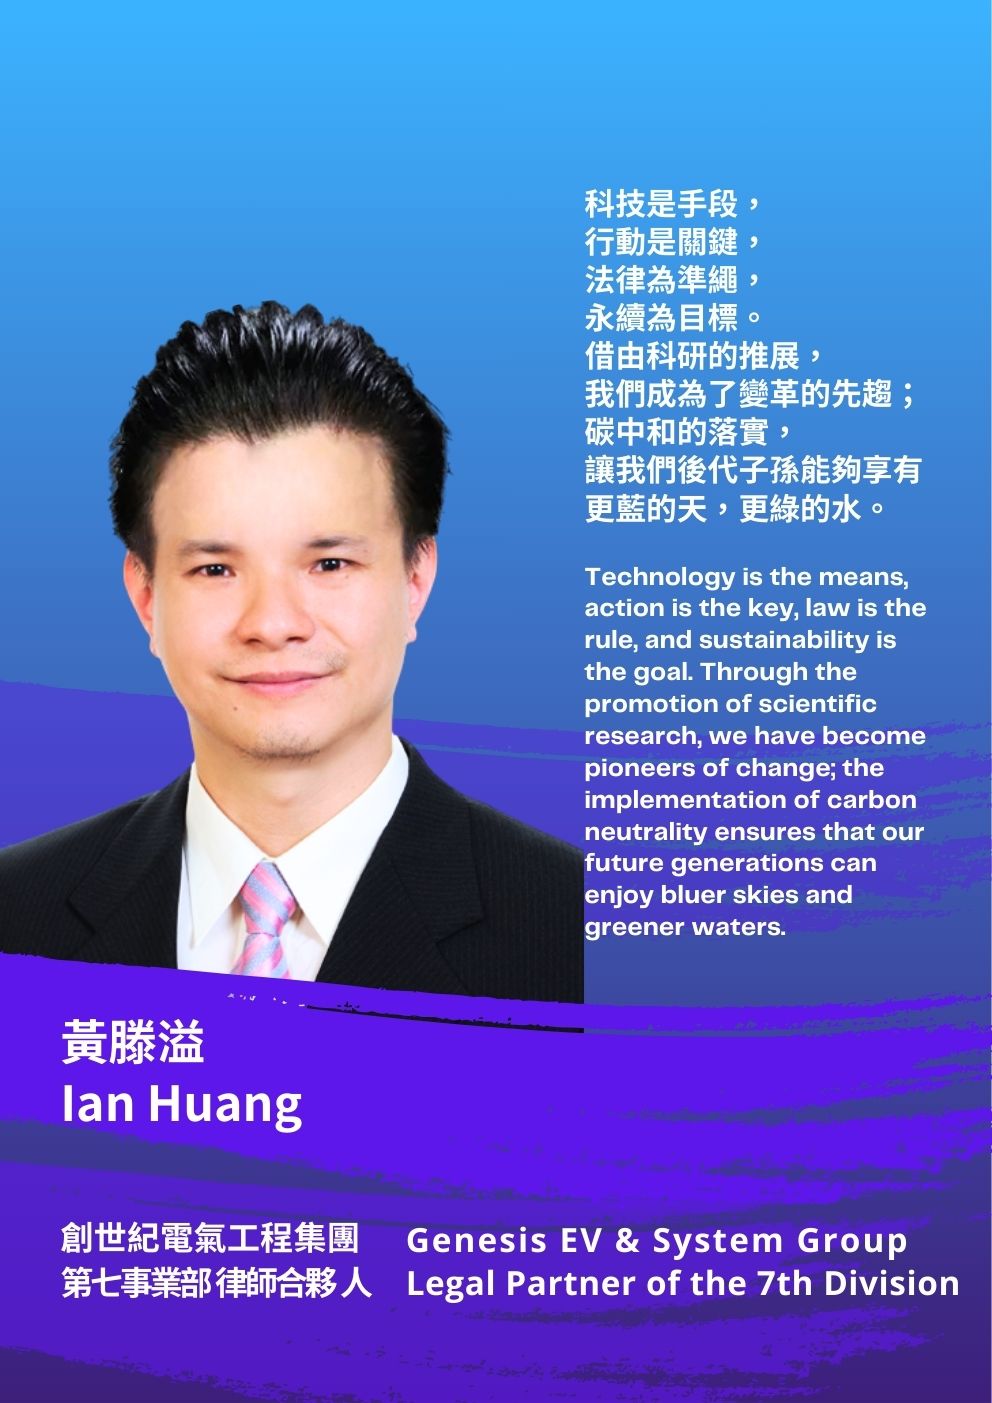 科技是手段，
行動是關鍵，
法律為準繩，
永續為目標。
借由科研的推展，
我們成為了變革的先趨；
碳中和的落實，
讓我們後代子孫能夠享有
更藍的天，更綠的水。
Technology is the means,
action is the key, law is the
rule, and sustainability is
the goal. Through the
promotion of scientific
research, we have become
pioneers of change; the
implementation of carbon
neutrality ensures that our
future generations can
enjoy bluer skies and
greener waters.
黃滕溢
Ian Huang
創世紀電氣工程集團
第七事業部 律師合夥人
Genesis EV & System Group
Legal Partner of the 7th Division